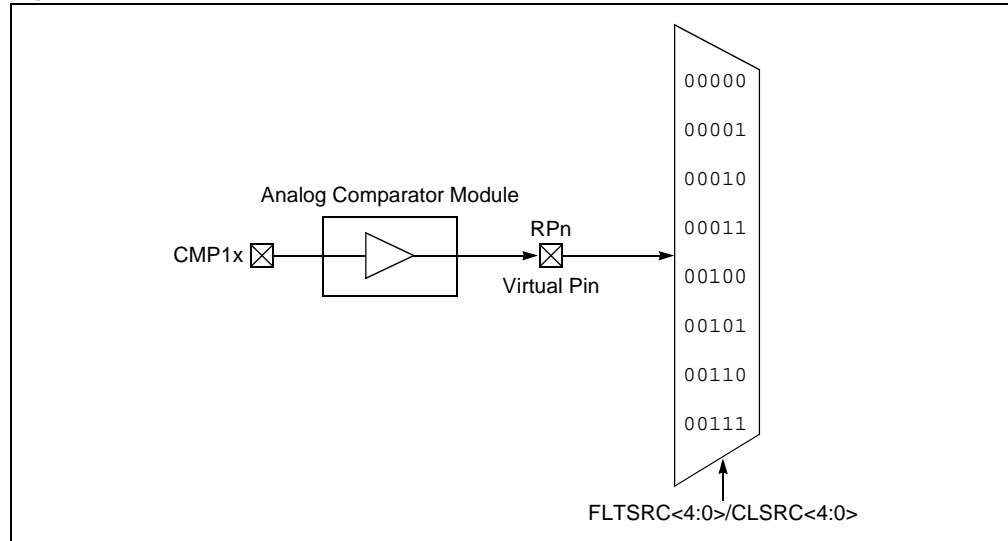 00000
00001
00010
Analog Comparator Module
00011
RPn
CMP1x
00100
Virtual Pin
00101
00110
00111
FLTSRC<4:0>/CLSRC<4:0>